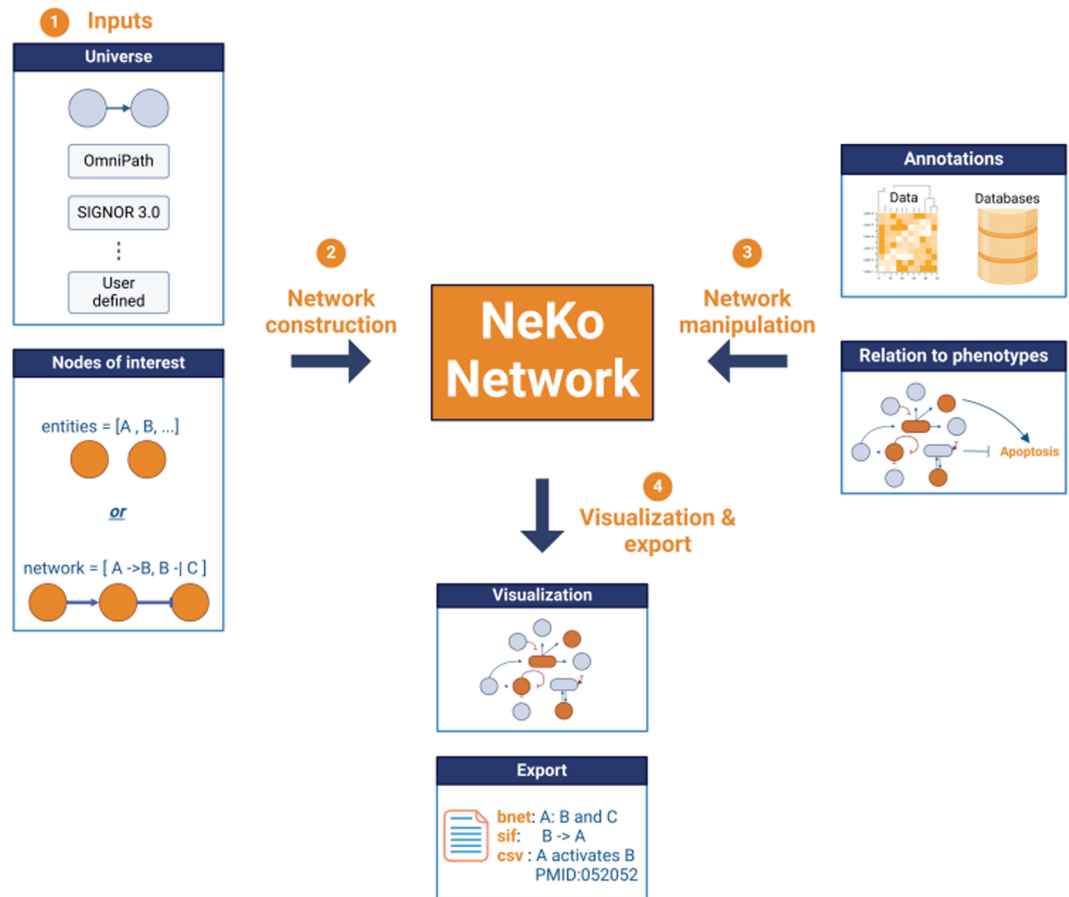 1 Inputs
Universe
OmniPath
SIGNOR 3.0
⋮
User
defined
Nodes of interest
entities = [A , B, ...]
or
network = [ A ->B, B -| C ]
2
Network
construction
NeKo
Network
3
Network
manipulation
Annotations
Data
Databases
Relation to phenotypes
Apoptosis
4
Visualization &
export
Visualization
Export
bnet: A: B and C
sif: B -> A
csv : A activates B
PMID:052052